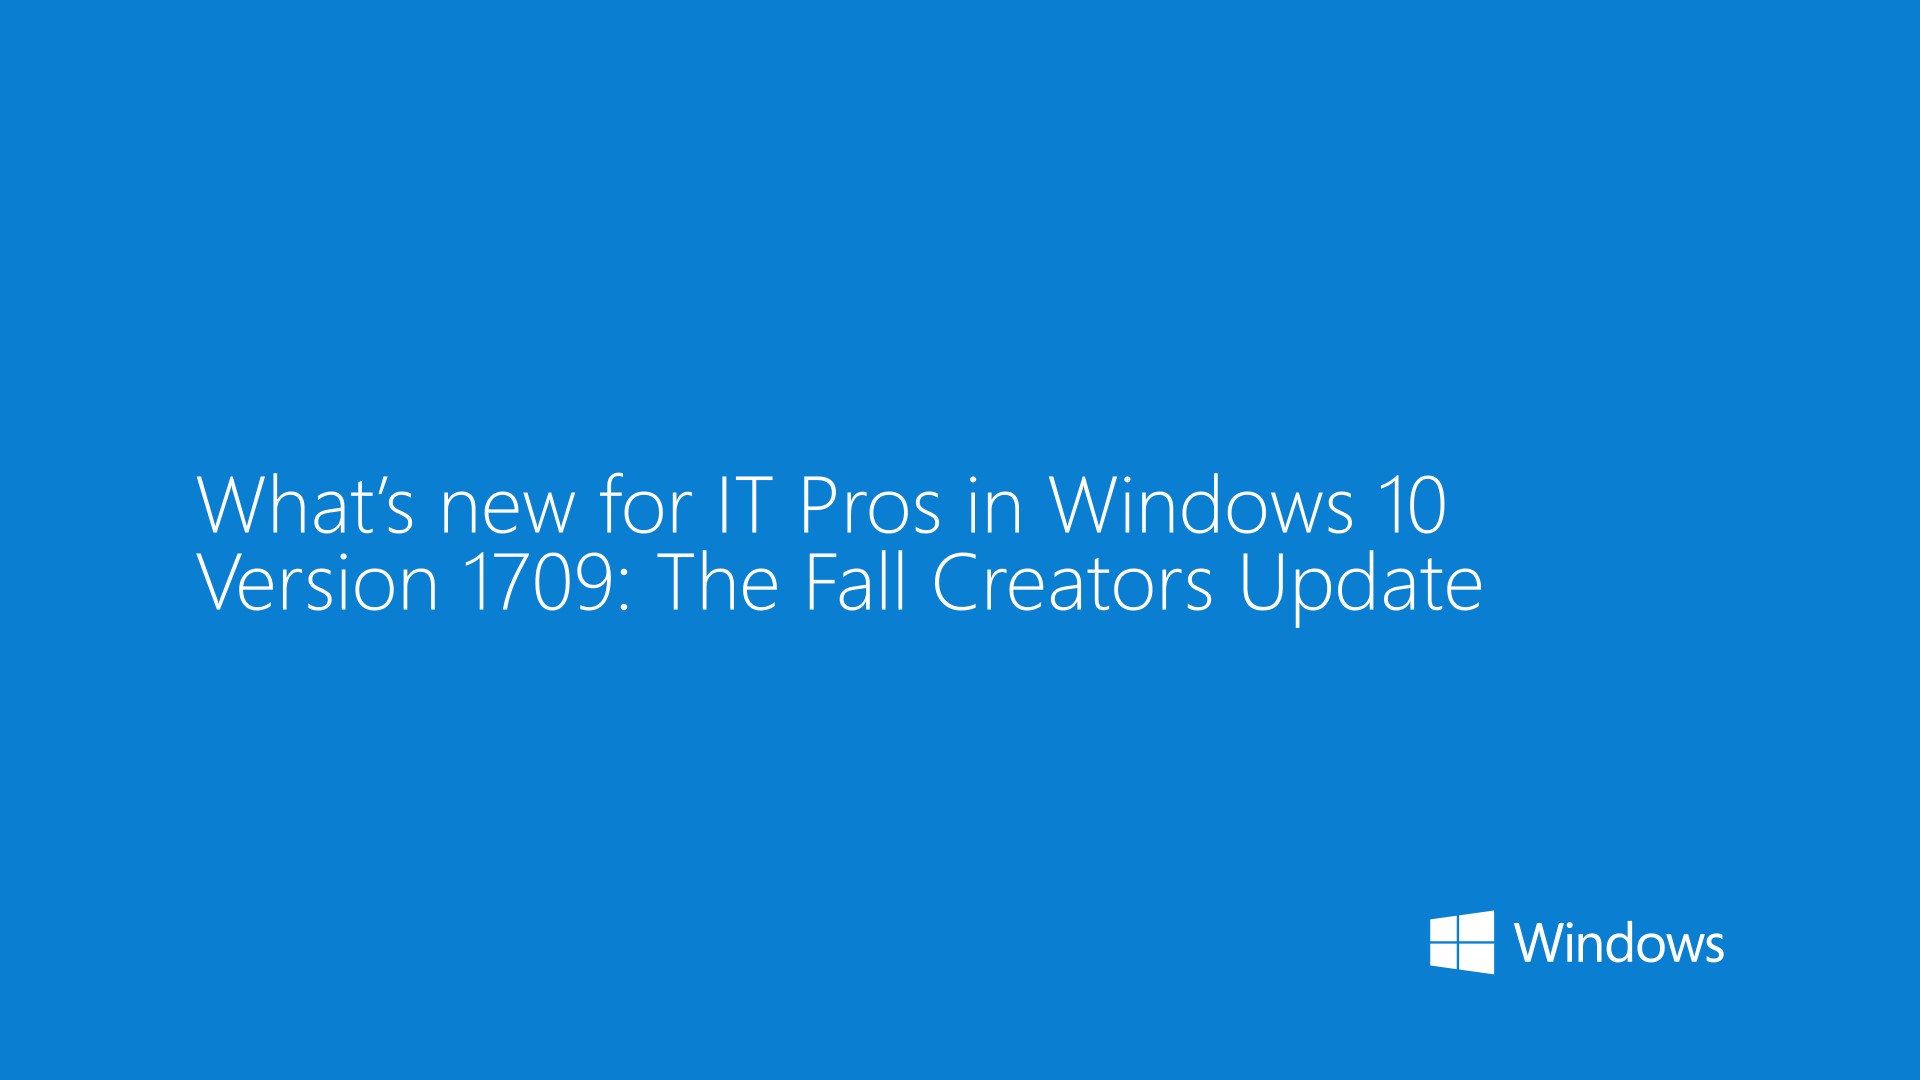 What’s new for IT Pros in Windows 10
Version 1709: The Fall Creators Update
Windows